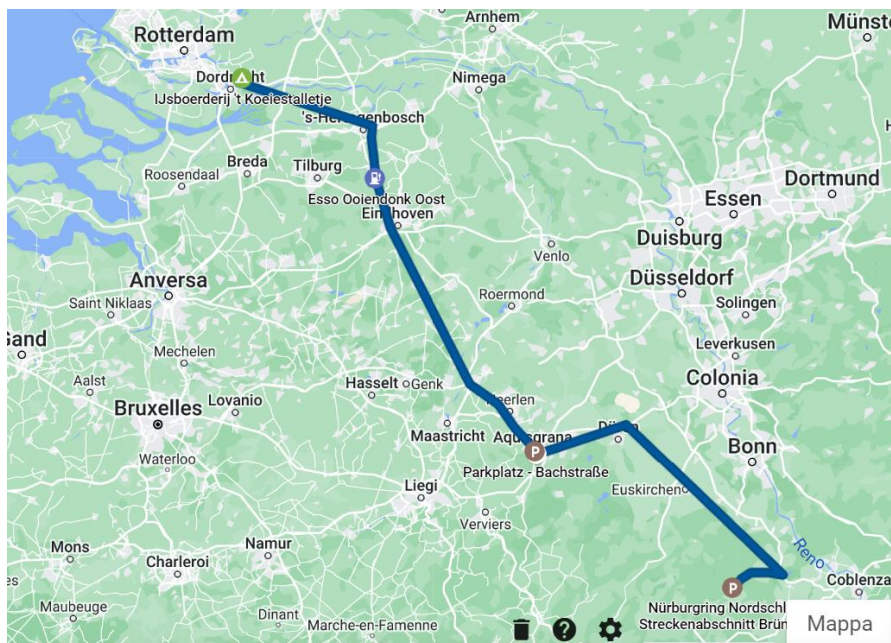 Arnhem
Münst
Rotterdam
Dordrecht
Nimega
IJsboerderij 't Koeiestalletje
's-Hertogenbosch
Breda
Tilburg
Roosendaal
Essen
Dortmund
Esso Ooiendonk Oost
Eindhoven
Duisburg
Venlo
Anversa
Düsseldorf
Saint Niklaas
Roermond
Solingen
Gand
Mechelen
Leverkusen
Aalst
Hasselt
Genk
Colonia
Lovanio
Heerlen
Bruxelles
Maastricht
Aquisgrana
Düren
Bonn
Waterloo
Parkplatz - Bachstraße
Liegi
Euskirchen
Verviers
Mons
Namur
Reno
Charleroi
Coblenza
Maubeuge
Dinant
Marche-en-Famenne
Nürburgring Nordschl
Streckenabschnitt Brün
Mappa